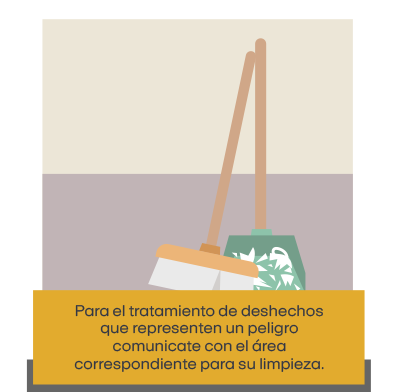 Para el tratamiento de deshechos
que representen un peligro
comunicate con el área
correspondiente para su limpieza.